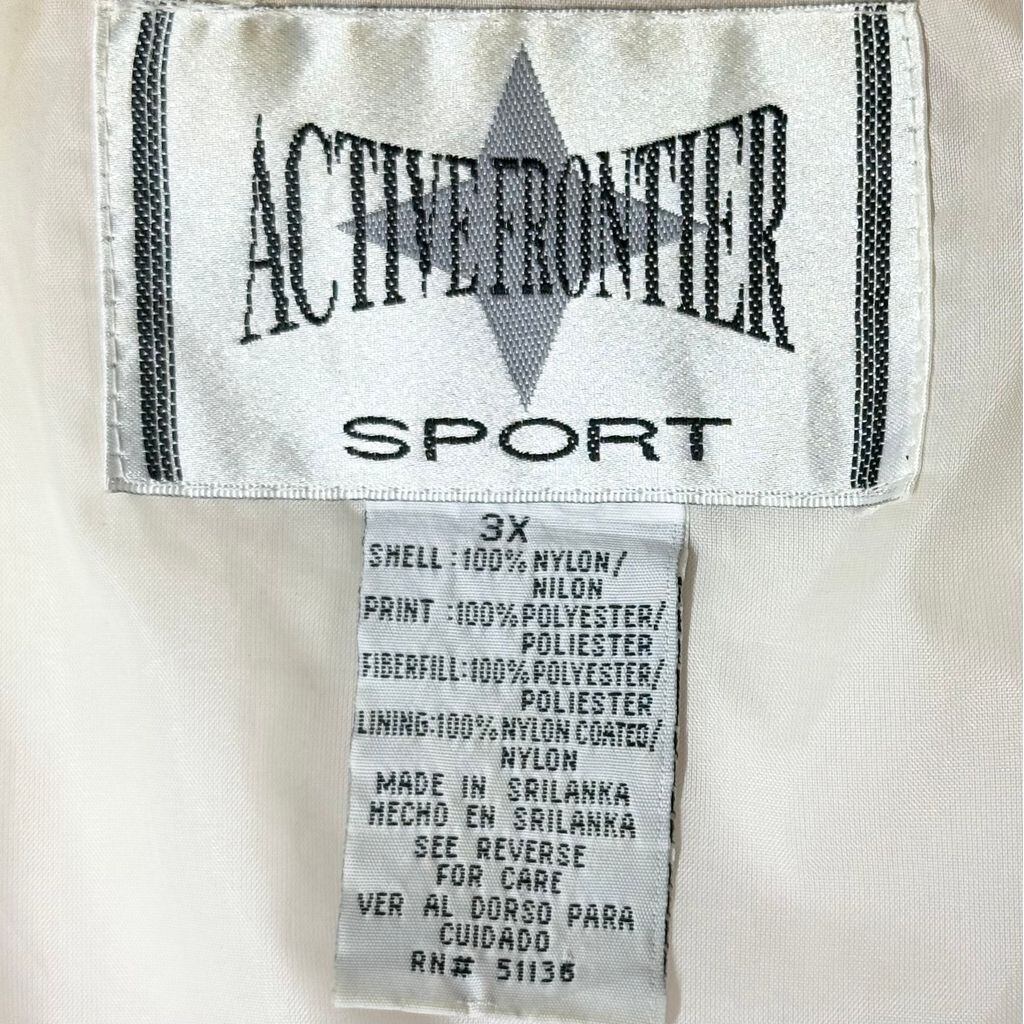 ACTIVE FRONTIER
SPORT
3X
SHELL :100% NYLON/
NILON
PRINT :100% POLYESTER/
POLIESTER
FIBERFILL:100% POLYESTER/
POLIESTER
LINING:100% NYLON COATED/
NYLON
MADE IN SRILANKA
HECHO EN SRILANKA
SEE REVERSE
FOR CARE
VER AL DORSO PARA
CUIDADO
RN# 51136